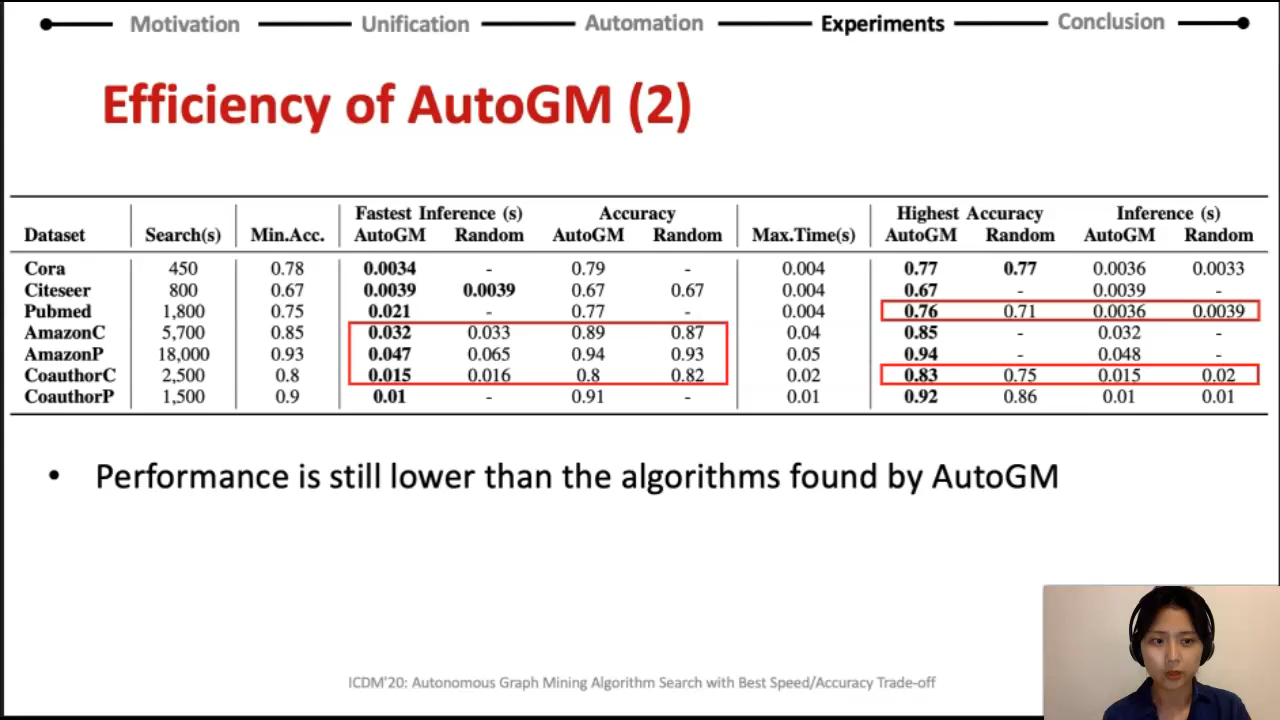 Motivation Unification Automation Experiments Conclusion
Efficiency of AutoGM (2)
Fastest Inference (s) Accuracy Highest Accuracy Inference (s)
Dataset Search(s) Min.Acc. AutoGM Random AutoGM Random Max.Time(s) AutoGM Random AutoGM Random
Cora 450 0.78 0.0034 - 0.79 - 0.004 0.77 0.77 0.0036 0.0033
Citeseer 800 0.67 0.0039 0.0039 0.67 0.67 0.004 0.67 - 0.0039 -
Pubmed 1,800 0.75 0.021 - 0.77 - 0.004 0.76 0.71 0.0036 0.0039
AmazonC 5,700 0.85 0.032 0.033 0.89 0.87 0.04 0.85 - 0.032 -
AmazonP 18,000 0.93 0.047 0.065 0.94 0.93 0.05 0.94 - 0.048 -
CoauthorC 2,500 0.8 0.015 0.016 0.8 0.82 0.02 0.83 0.75 0.015 0.02
CoauthorP 1,500 0.9 0.01 - 0.91 - 0.01 0.92 0.86 0.01 0.01
• Performance is still lower than the algorithms found by AutoGM
ICDM'20: Autonomous Graph Mining Algorithm Search with Best Speed/Accuracy Trade-off